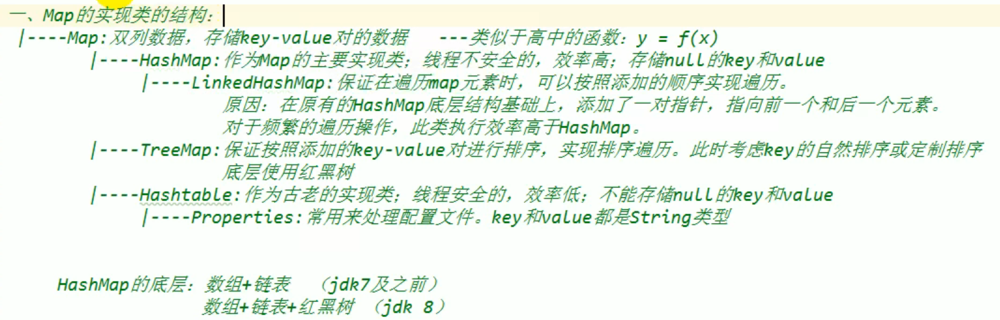 一、Map的实现类的结构：
|----Map:双列数据，存储key-value对的数据   ---类似于高中的函数：y = f(x)
|----HashMap:作为Map的主要实现类；线程不安全的，效率高；存储null的key和value
|----LinkedHashMap:保证在遍历map元素时，可以按照添加的顺序实现遍历。
原因：在原有的HashMap底层结构基础上，添加了一对指针，指向前一个和后一个元素。
对于频繁的遍历操作，此类执行效率高于HashMap。
|----TreeMap:保证按照添加的key-value对进行排序，实现排序遍历。此时考虑key的自然排序或定制排序
底层使用红黑树
|----Hashtable:作为古老的实现类；线程安全的，效率低；不能存储null的key和value
|----Properties:常用来处理配置文件。key和value都是String类型
HashMap的底层：数组+链表  （jdk7及之前）
数组+链表+红黑树 （jdk 8）